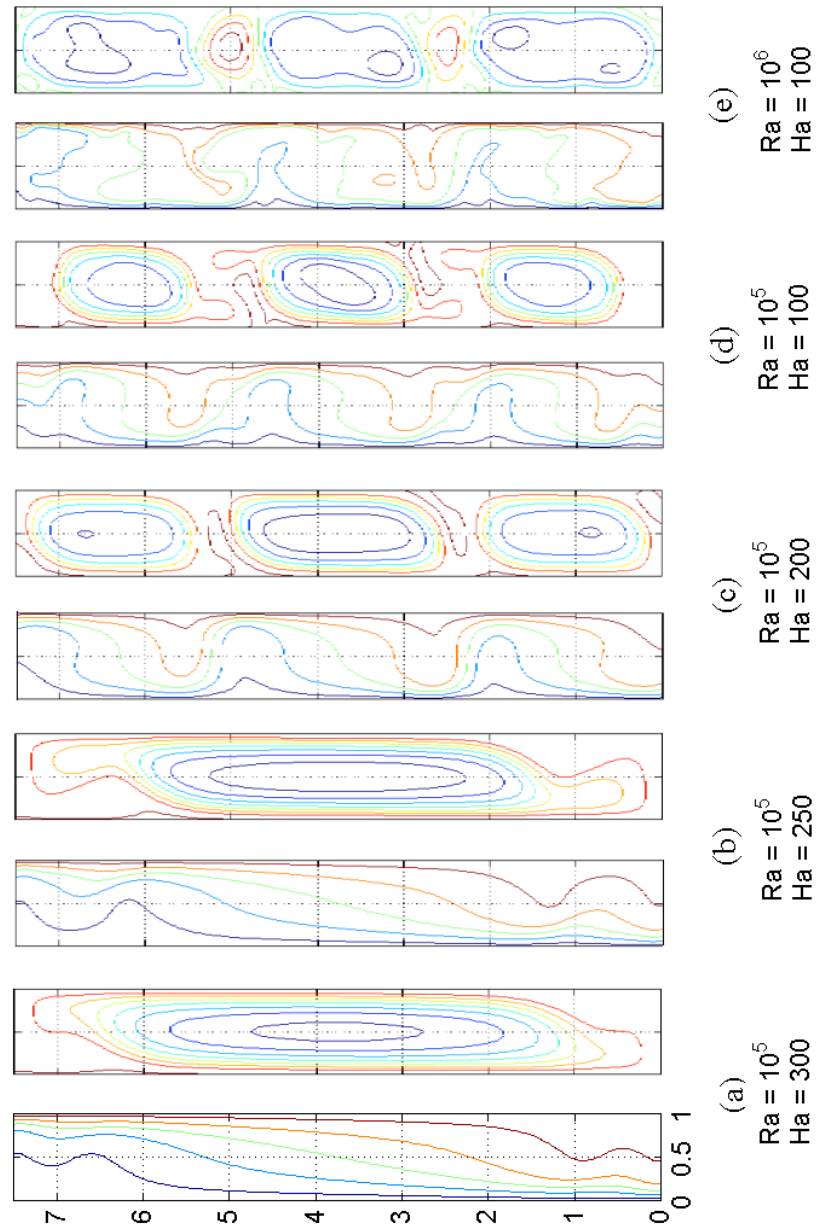 7
6
5
4
3
2
1
0
0 0.5 1
(a)
Ra = 10⁵
Ha = 300
(b)
Ra = 10⁵
Ha = 250
(c)
Ra = 10⁵
Ha = 200
(d)
Ra = 10⁵
Ha = 100
(e)
Ra = 10⁶
Ha = 100